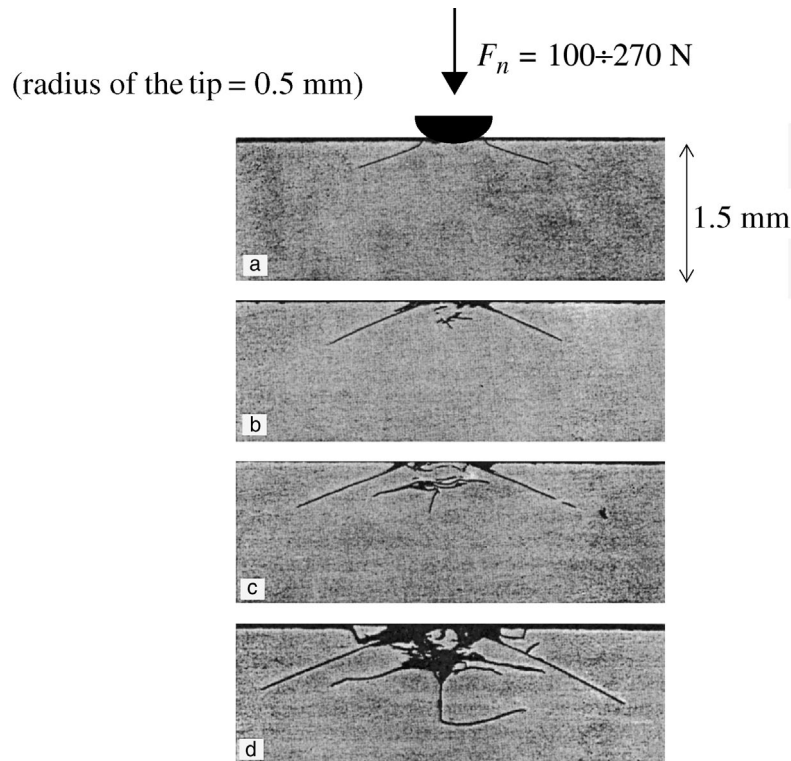 F_n = 100÷270 N
(radius of the tip = 0.5 mm)
1.5 mm
a
b
c
d